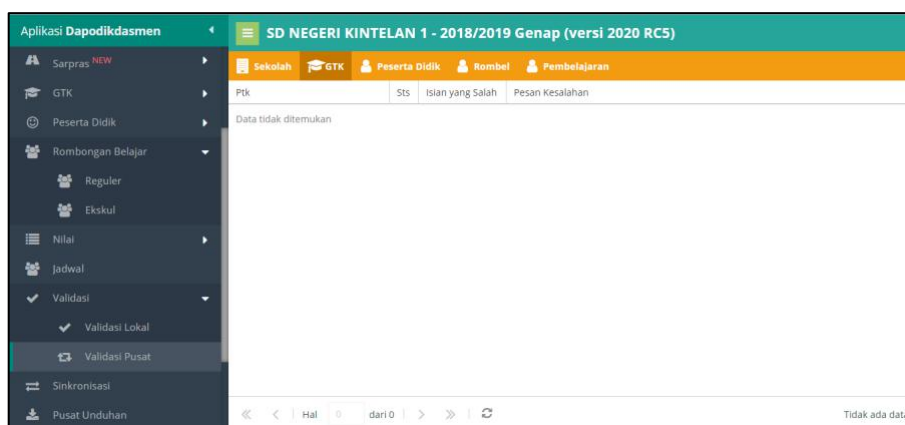 Aplikasi Dapodikdasmen
SD NEGERI KINTELAN 1 - 2018/2019 Genap (versi 2020 RC5)
Sarpras NEW
GTK
Peserta Didik
Rombongan Belajar
Reguler
Ekskul
Nilai
Jadwal
Validasi
Validasi Lokal
Validasi Pusat
Sinkronisasi
Pusat Unduhan
Sekolah GTK Peserta Didik Rombel Pembelajaran
Ptk Sts Isian yang Salah Pesan Kesalahan
Data tidak ditemukan
Hal 0 dari 0
Tidak ada data